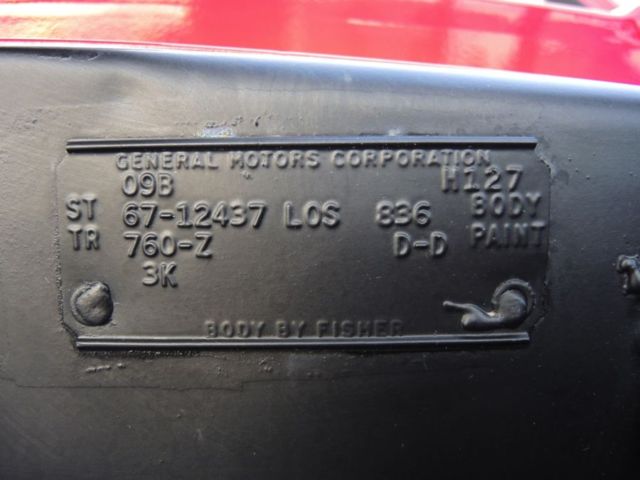 GENERAL MOTORS CORPORATION
09B H127
ST 67-12437 LOS 836 BODY
TR 760-Z D-D PAINT
3K
BODY BY FISHER